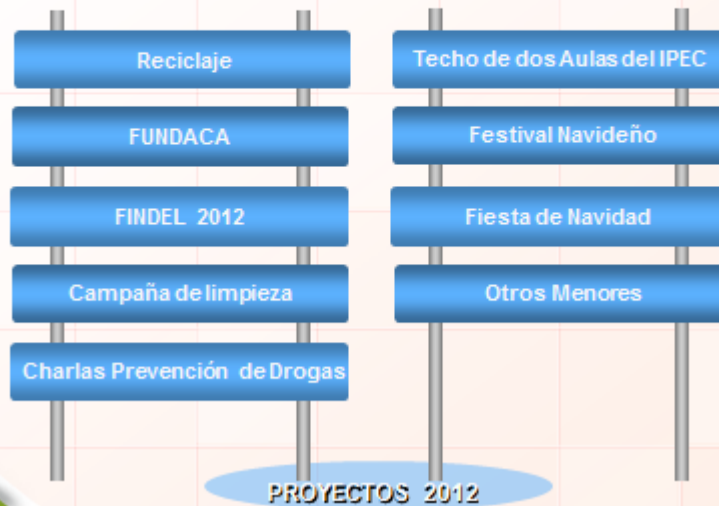 Reciclaje
FUNDACA
FINDEL 2012
Campaña de limpieza
Charlas Prevención de Drogas
Techo de dos Aulas del IPEC
Festival Navideño
Fiesta de Navidad
Otros Menores
PROYECTOS 2012